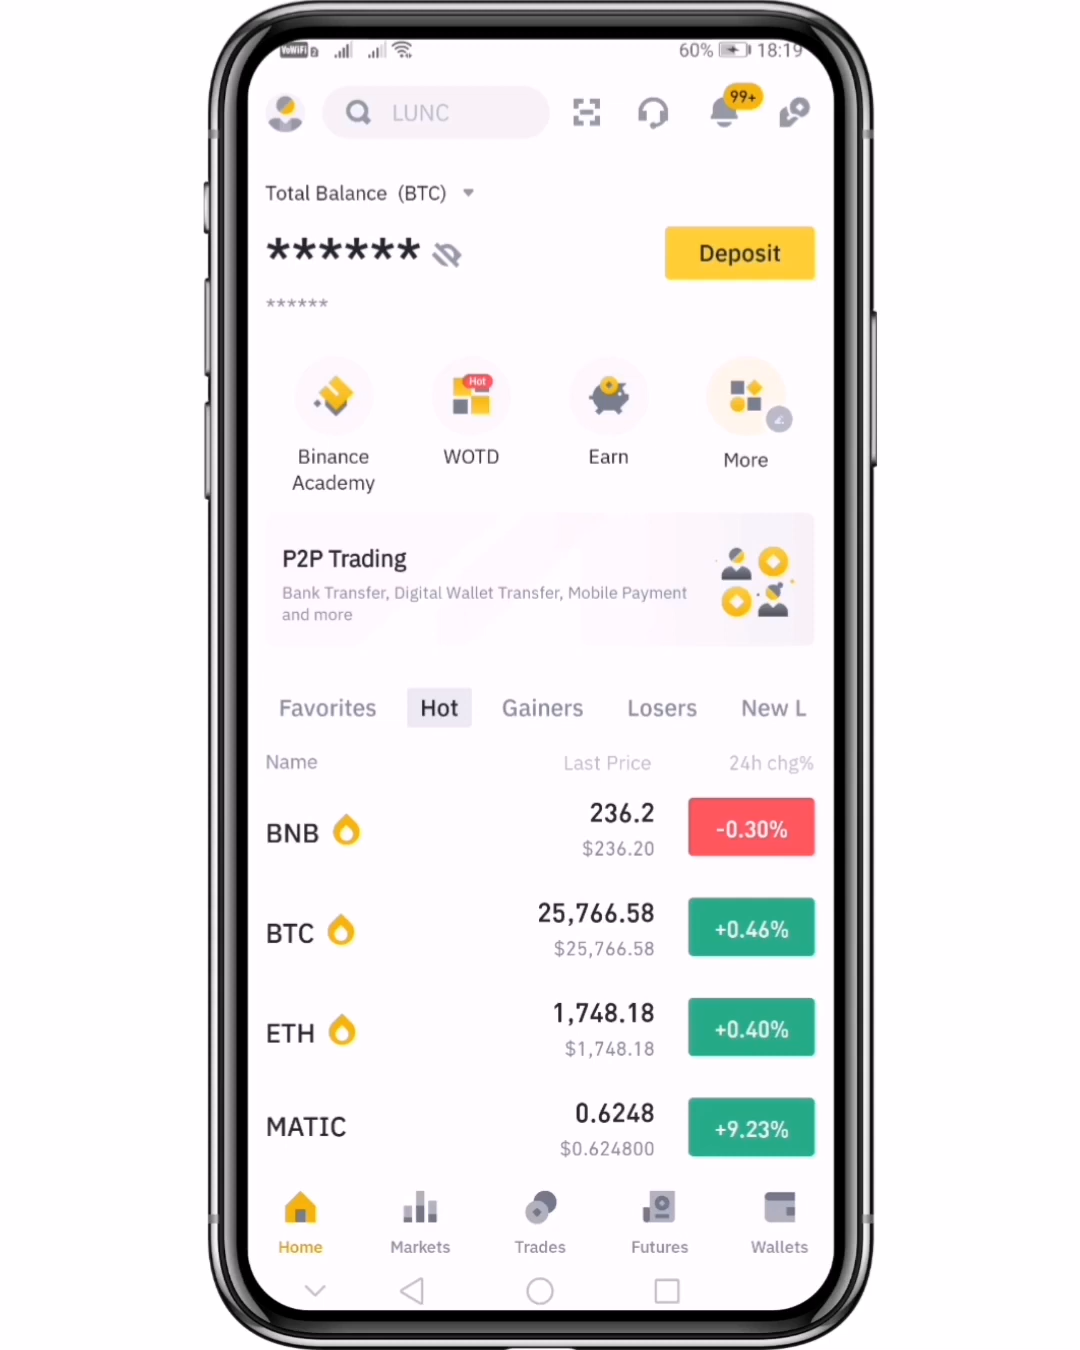 VoWiFi 2 60% 18:19
LUNC
99+
Total Balance (BTC)
******
Deposit
******
Hot
Binance
Academy
WOTD
Earn
More
P2P Trading
Bank Transfer, Digital Wallet Transfer, Mobile Payment
and more
Favorites Hot Gainers Losers New L
Name Last Price 24h chg%
BNB 236.2 -0.30%
$236.20
BTC 25,766.58 +0.46%
$25,766.58
ETH 1,748.18 +0.40%
$1,748.18
MATIC 0.6248 +9.23%
$0.624800
Home Markets Trades Futures Wallets